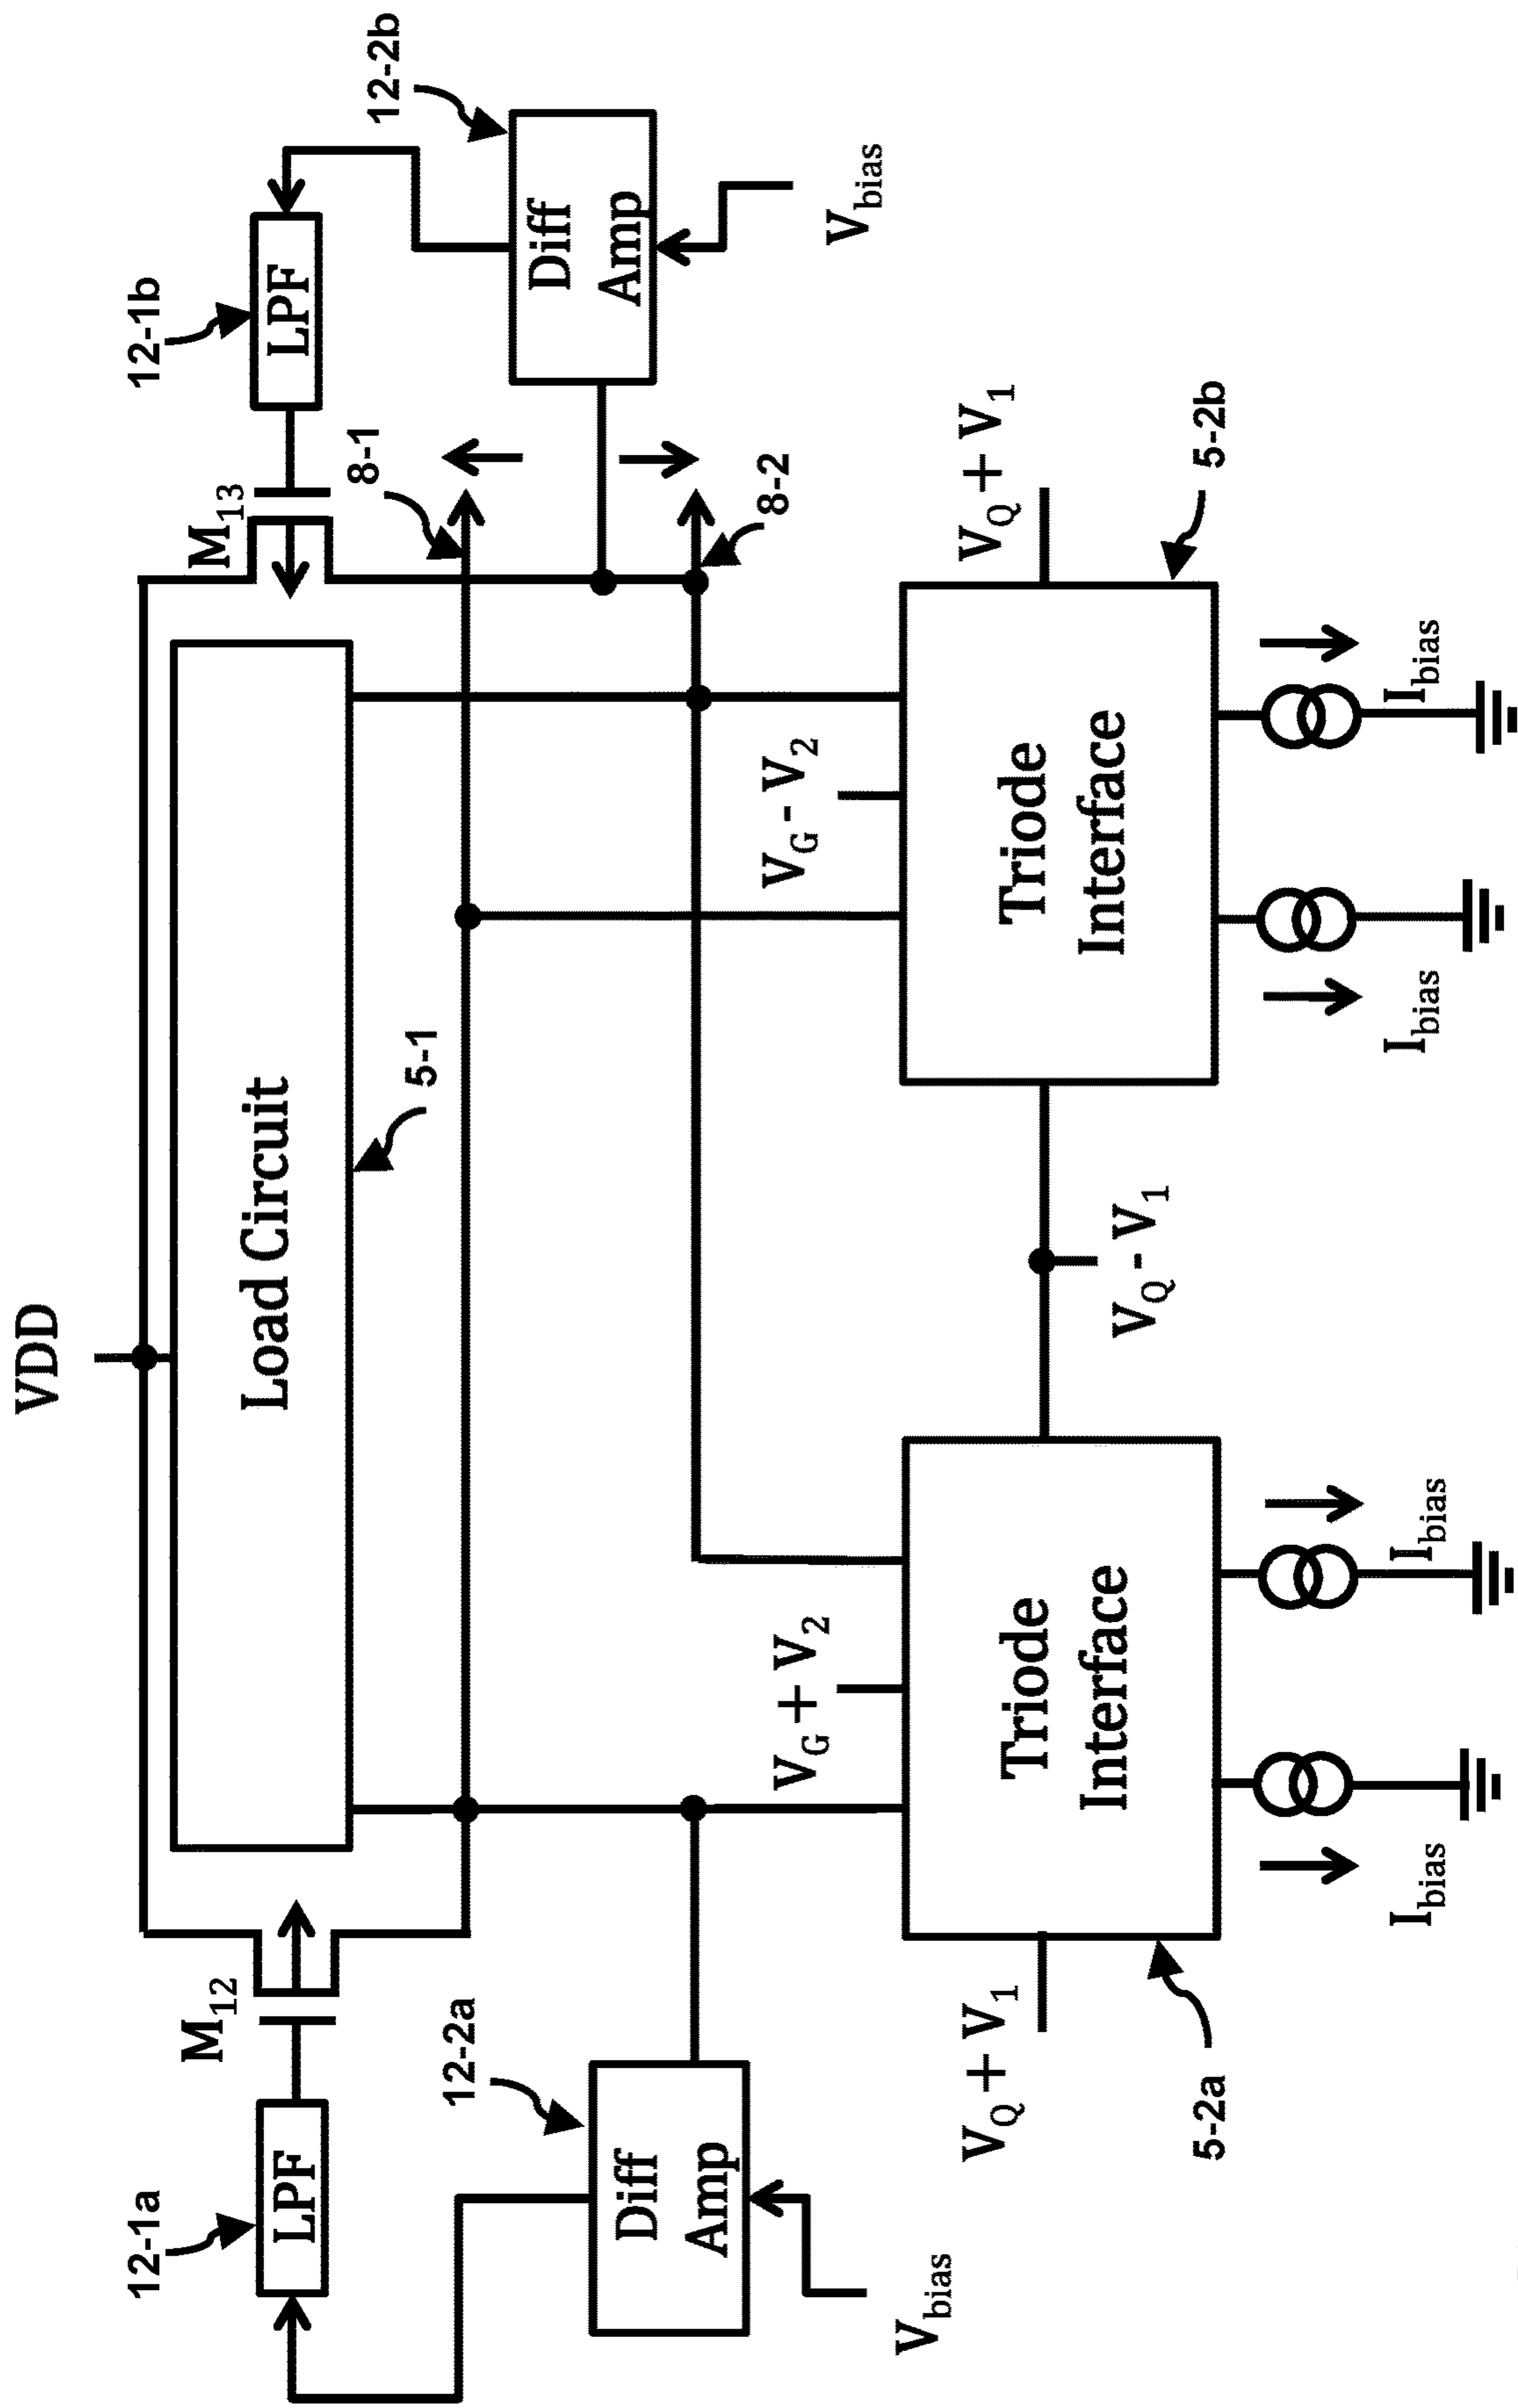 VDD
12-1a
LPF
M12
Load Circuit
5-1
M13
12-1b
LPF
12-2b
8-1
12-2a
Diff
Amp
Diff
Amp
8-2
Vbias
Vbias
VG + V2
VG - V2
VQ + V1
Triode
Interface
VQ - V1
Triode
Interface
VQ + V1
5-2a
5-2b
Ibias
Ibias
Ibias
Ibias